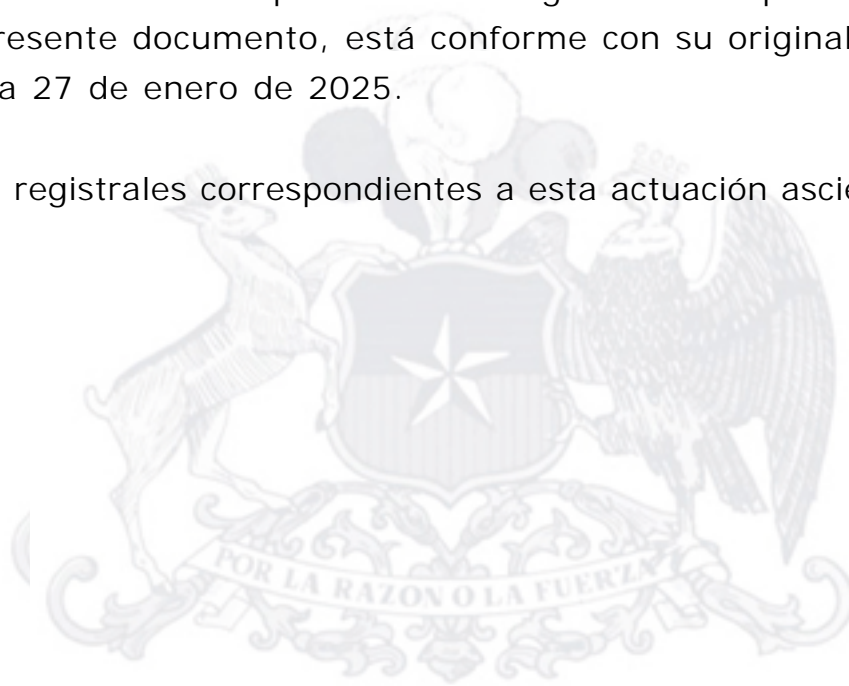 resente documento, está conforme con su original
a 27 de enero de 2025.
registrales correspondientes a esta actuación ascie
POR LA RAZON O LA FUERZA